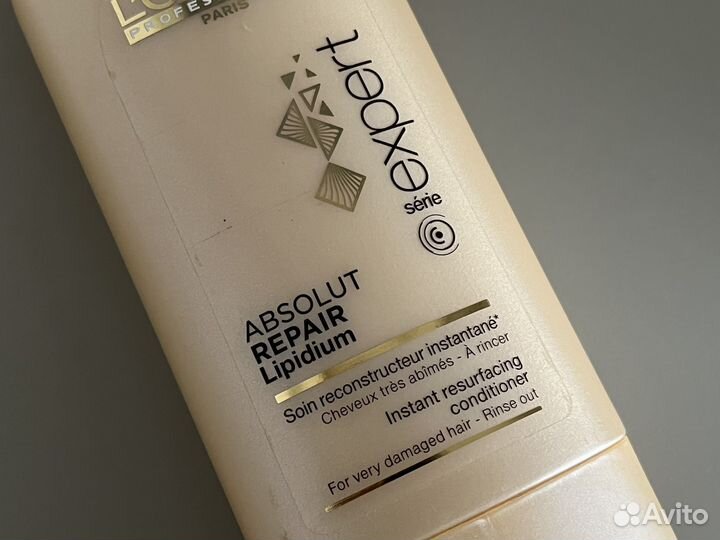 PARIS
série expert
ABSOLUT
REPAIR
Lipidium
Soin reconstructeur instantané*
Cheveux très abîmés - À rincer
Instant resurfacing
conditioner
For very damaged hair - Rinse out
Avito